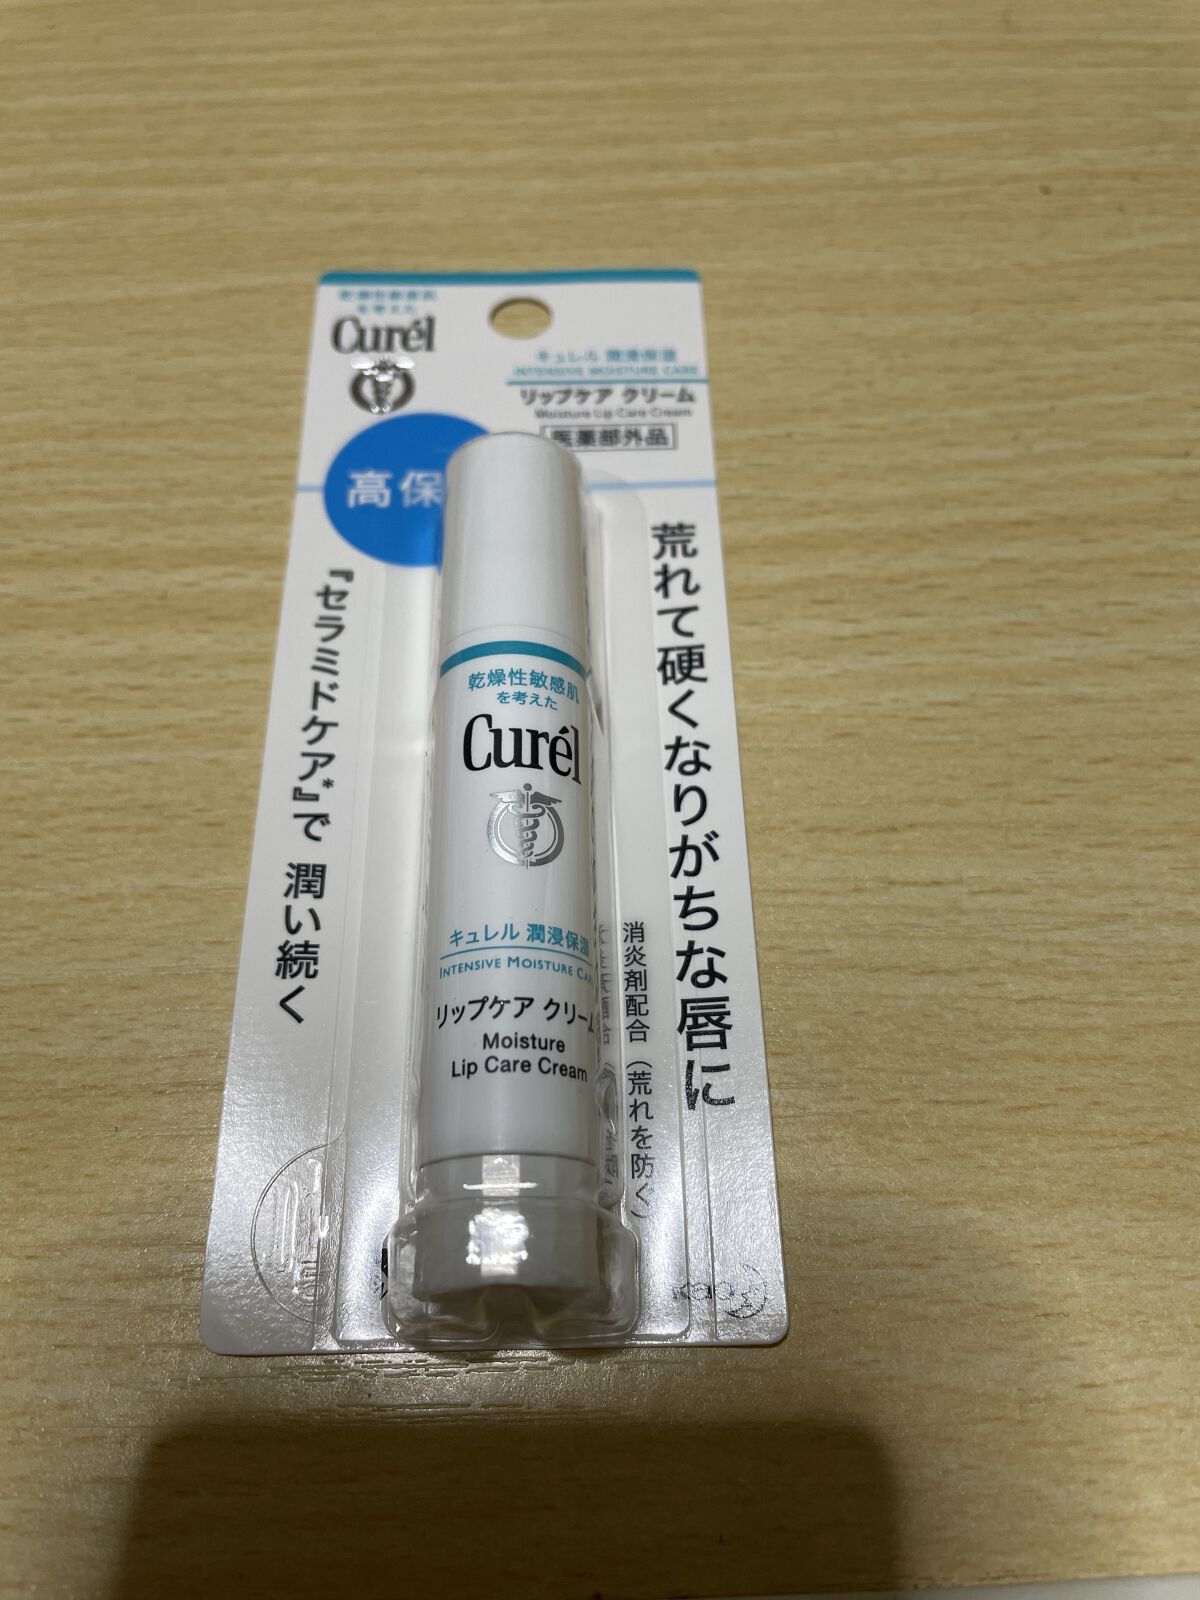 乾燥性敏感肌
を考えた
Curél
キュレル 潤浸保湿
INTENSIVE MOISTURE CARE
リップケア クリーム
Moisture Lip Care Cream
医薬部外品
高保
荒れて硬くなりがちな唇に
『セラミドケア*』で 潤い続く
消炎剤配合（荒れを防ぐ）
乾燥性敏感肌
を考えた
Curél
キュレル 潤浸保湿
INTENSIVE MOISTURE CA
リップケア クリーム
Moisture
Lip Care Cream
Kao